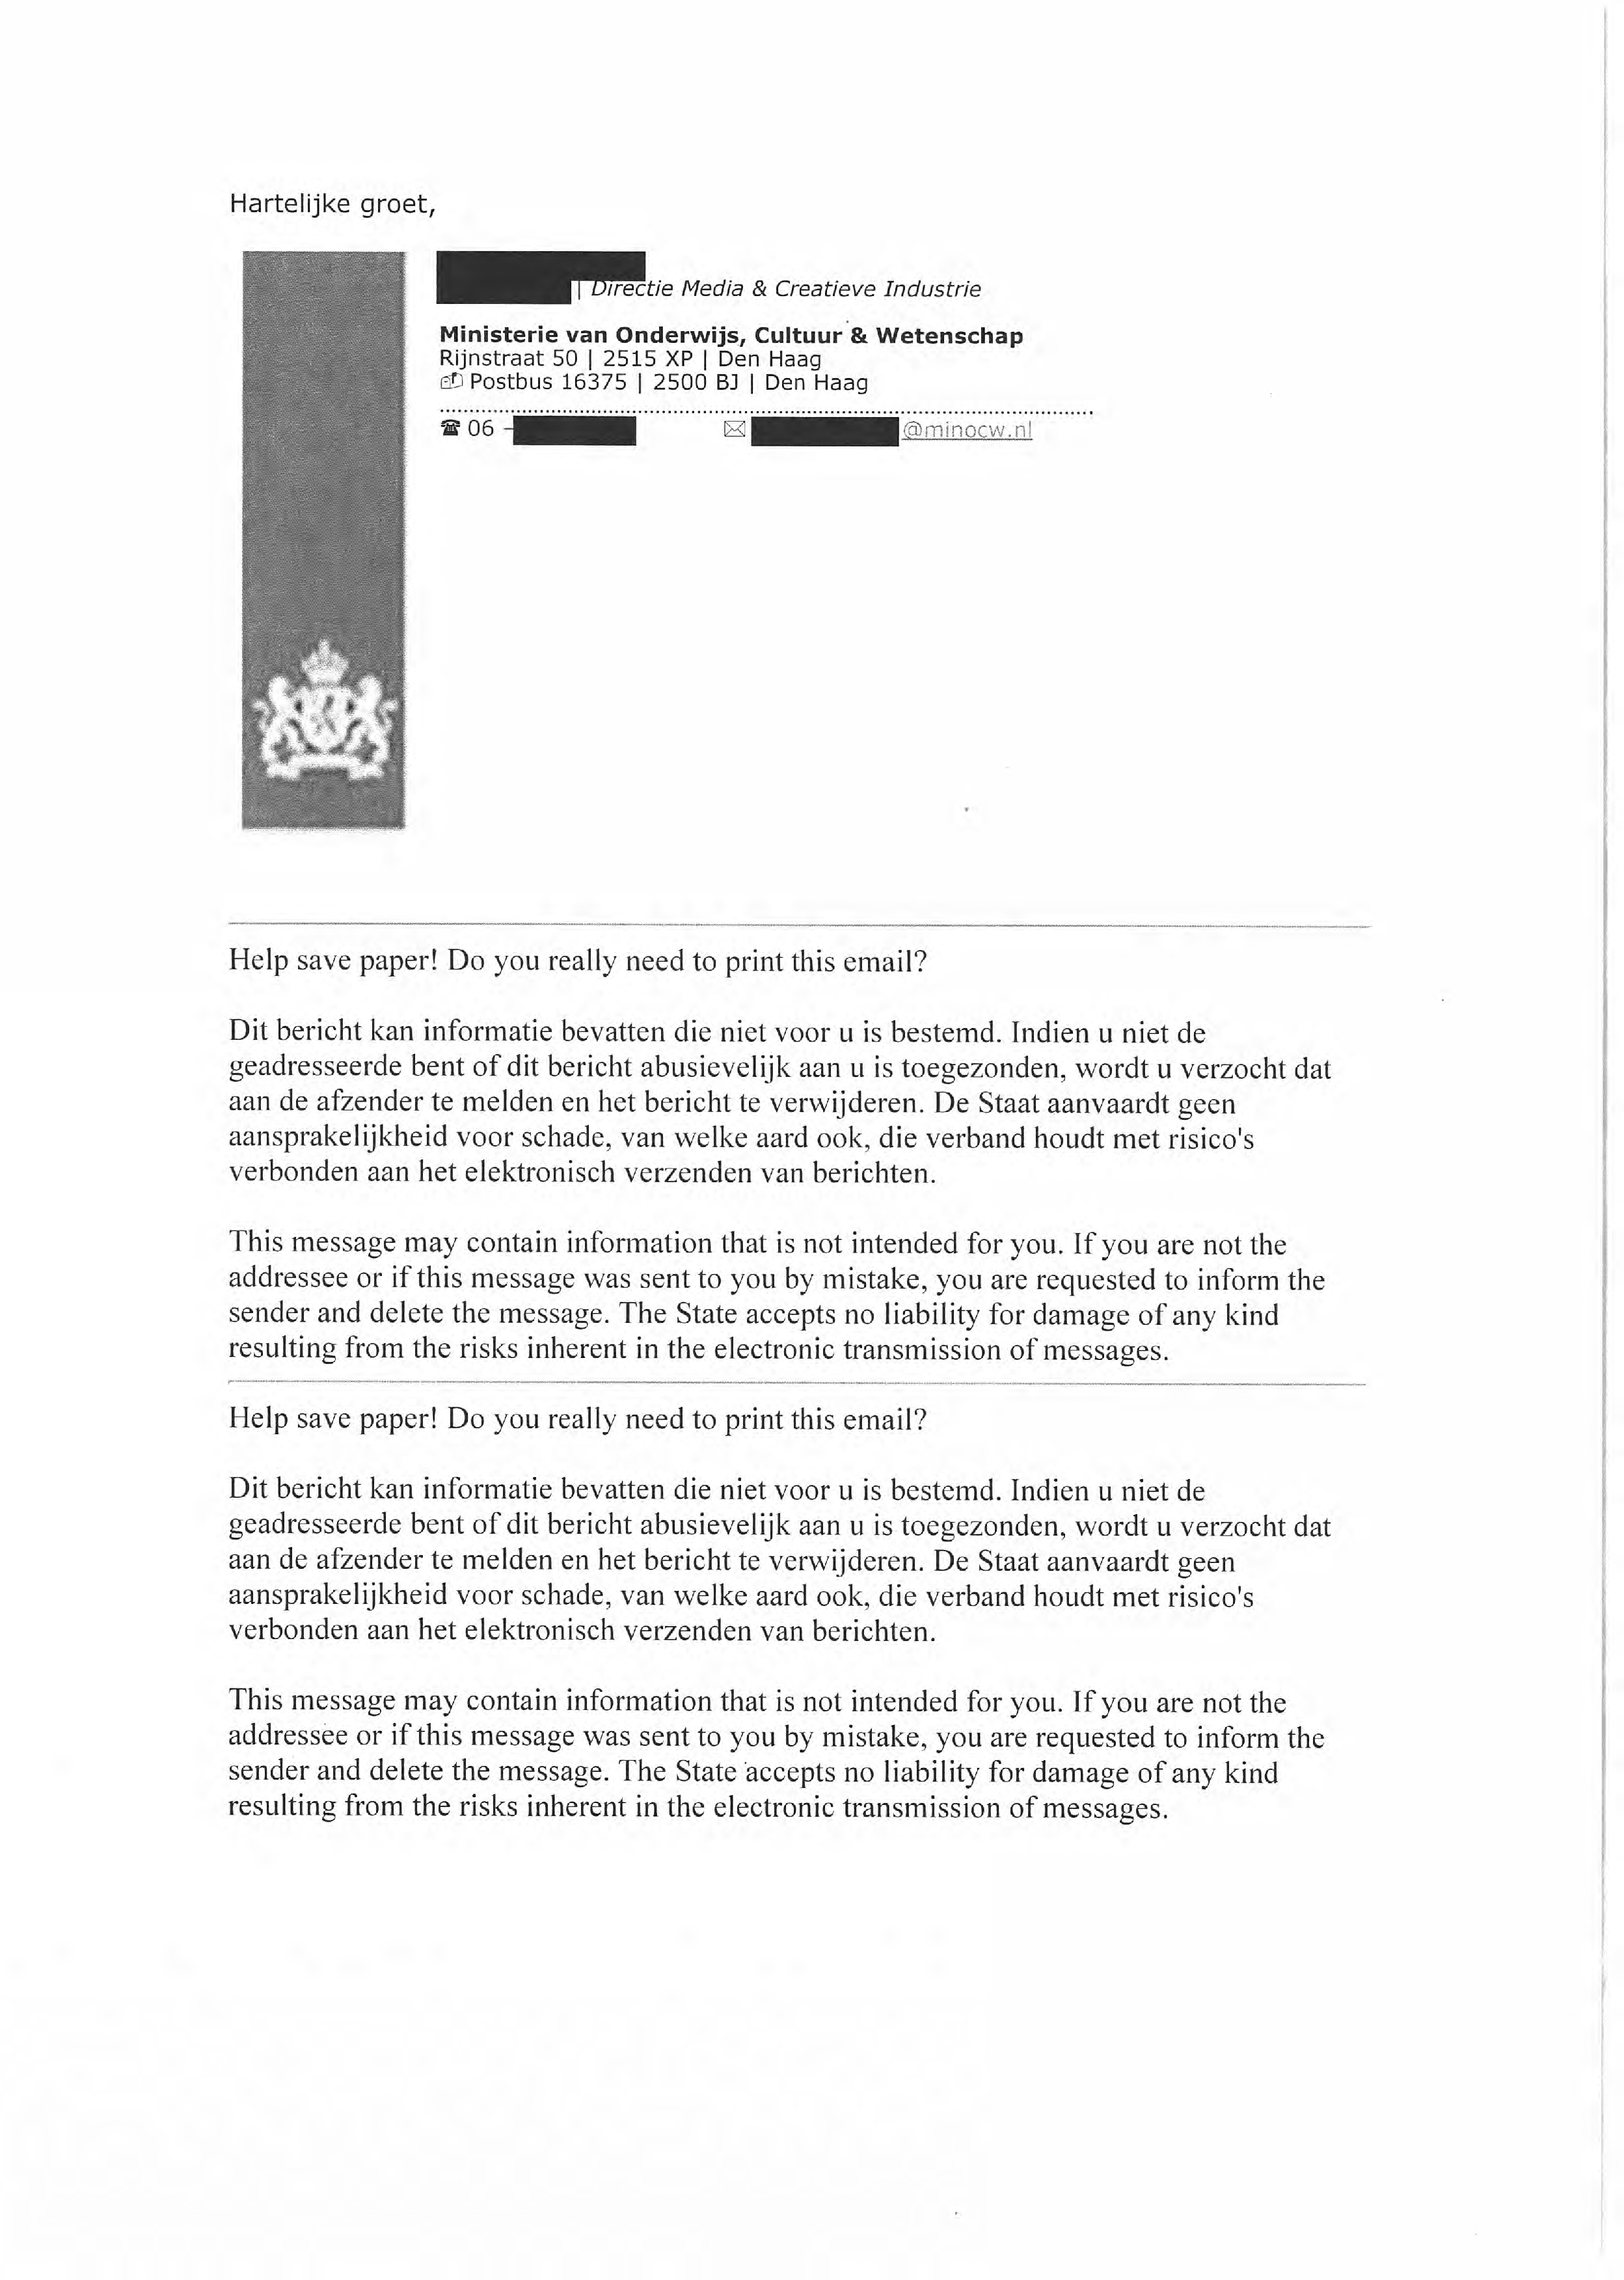 Hartelijke groet,
| Directie Media & Creatieve Industrie
Ministerie van Onderwijs, Cultuur & Wetenschap
Rijnstraat 50 | 2515 XP | Den Haag
Postbus 16375 | 2500 BJ | Den Haag
06 - @minocw.nl
Help save paper! Do you really need to print this email?
Dit bericht kan informatie bevatten die niet voor u is bestemd. Indien u niet de
geadresseerde bent of dit bericht abusievelijk aan u is toegezonden, wordt u verzocht dat
aan de afzender te melden en het bericht te verwijderen. De Staat aanvaardt geen
aansprakelijkheid voor schade, van welke aard ook, die verband houdt met risico's
verbonden aan het elektronisch verzenden van berichten.
This message may contain information that is not intended for you. If you are not the
addressee or if this message was sent to you by mistake, you are requested to inform the
sender and delete the message. The State accepts no liability for damage of any kind
resulting from the risks inherent in the electronic transmission of messages.
Help save paper! Do you really need to print this email?
Dit bericht kan informatie bevatten die niet voor u is bestemd. Indien u niet de
geadresseerde bent of dit bericht abusievelijk aan u is toegezonden, wordt u verzocht dat
aan de afzender te melden en het bericht te verwijderen. De Staat aanvaardt geen
aansprakelijkheid voor schade, van welke aard ook, die verband houdt met risico's
verbonden aan het elektronisch verzenden van berichten.
This message may contain information that is not intended for you. If you are not the
addressee or if this message was sent to you by mistake, you are requested to inform the
sender and delete the message. The State accepts no liability for damage of any kind
resulting from the risks inherent in the electronic transmission of messages.